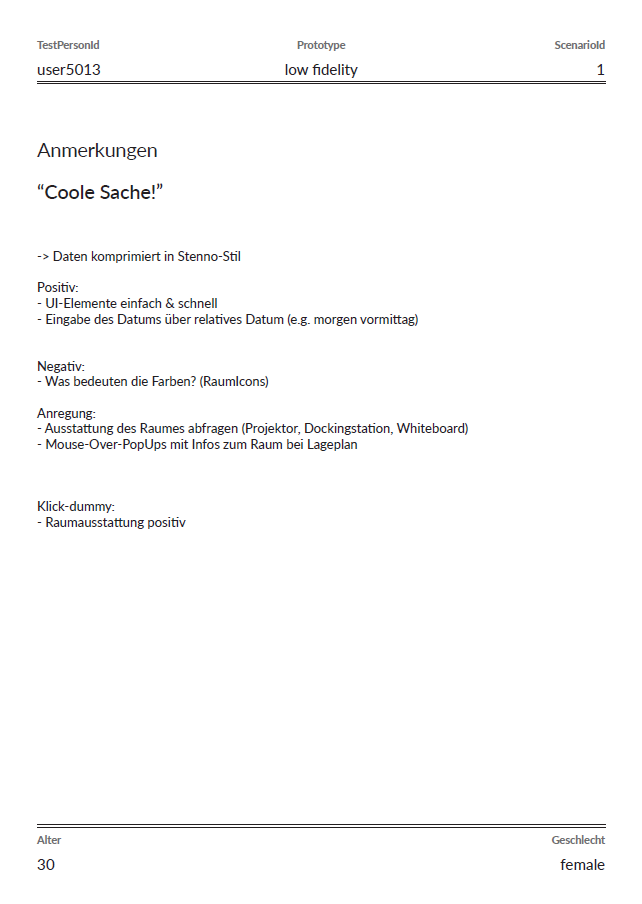 TestPersonId Prototype ScenarioId
user5013 low fidelity 1
Anmerkungen
“Coole Sache!”
-> Daten komprimiert in Stenno-Stil
Positiv:
- UI-Elemente einfach & schnell
- Eingabe des Datums über relatives Datum (e.g. morgen vormittag)
Negativ:
- Was bedeuten die Farben? (RaumIcons)
Anregung:
- Ausstattung des Raumes abfragen (Projektor, Dockingstation, Whiteboard)
- Mouse-Over-PopUps mit Infos zum Raum bei Lageplan
Klick-dummy:
- Raumausstattung positiv
Alter Geschlecht
30 female